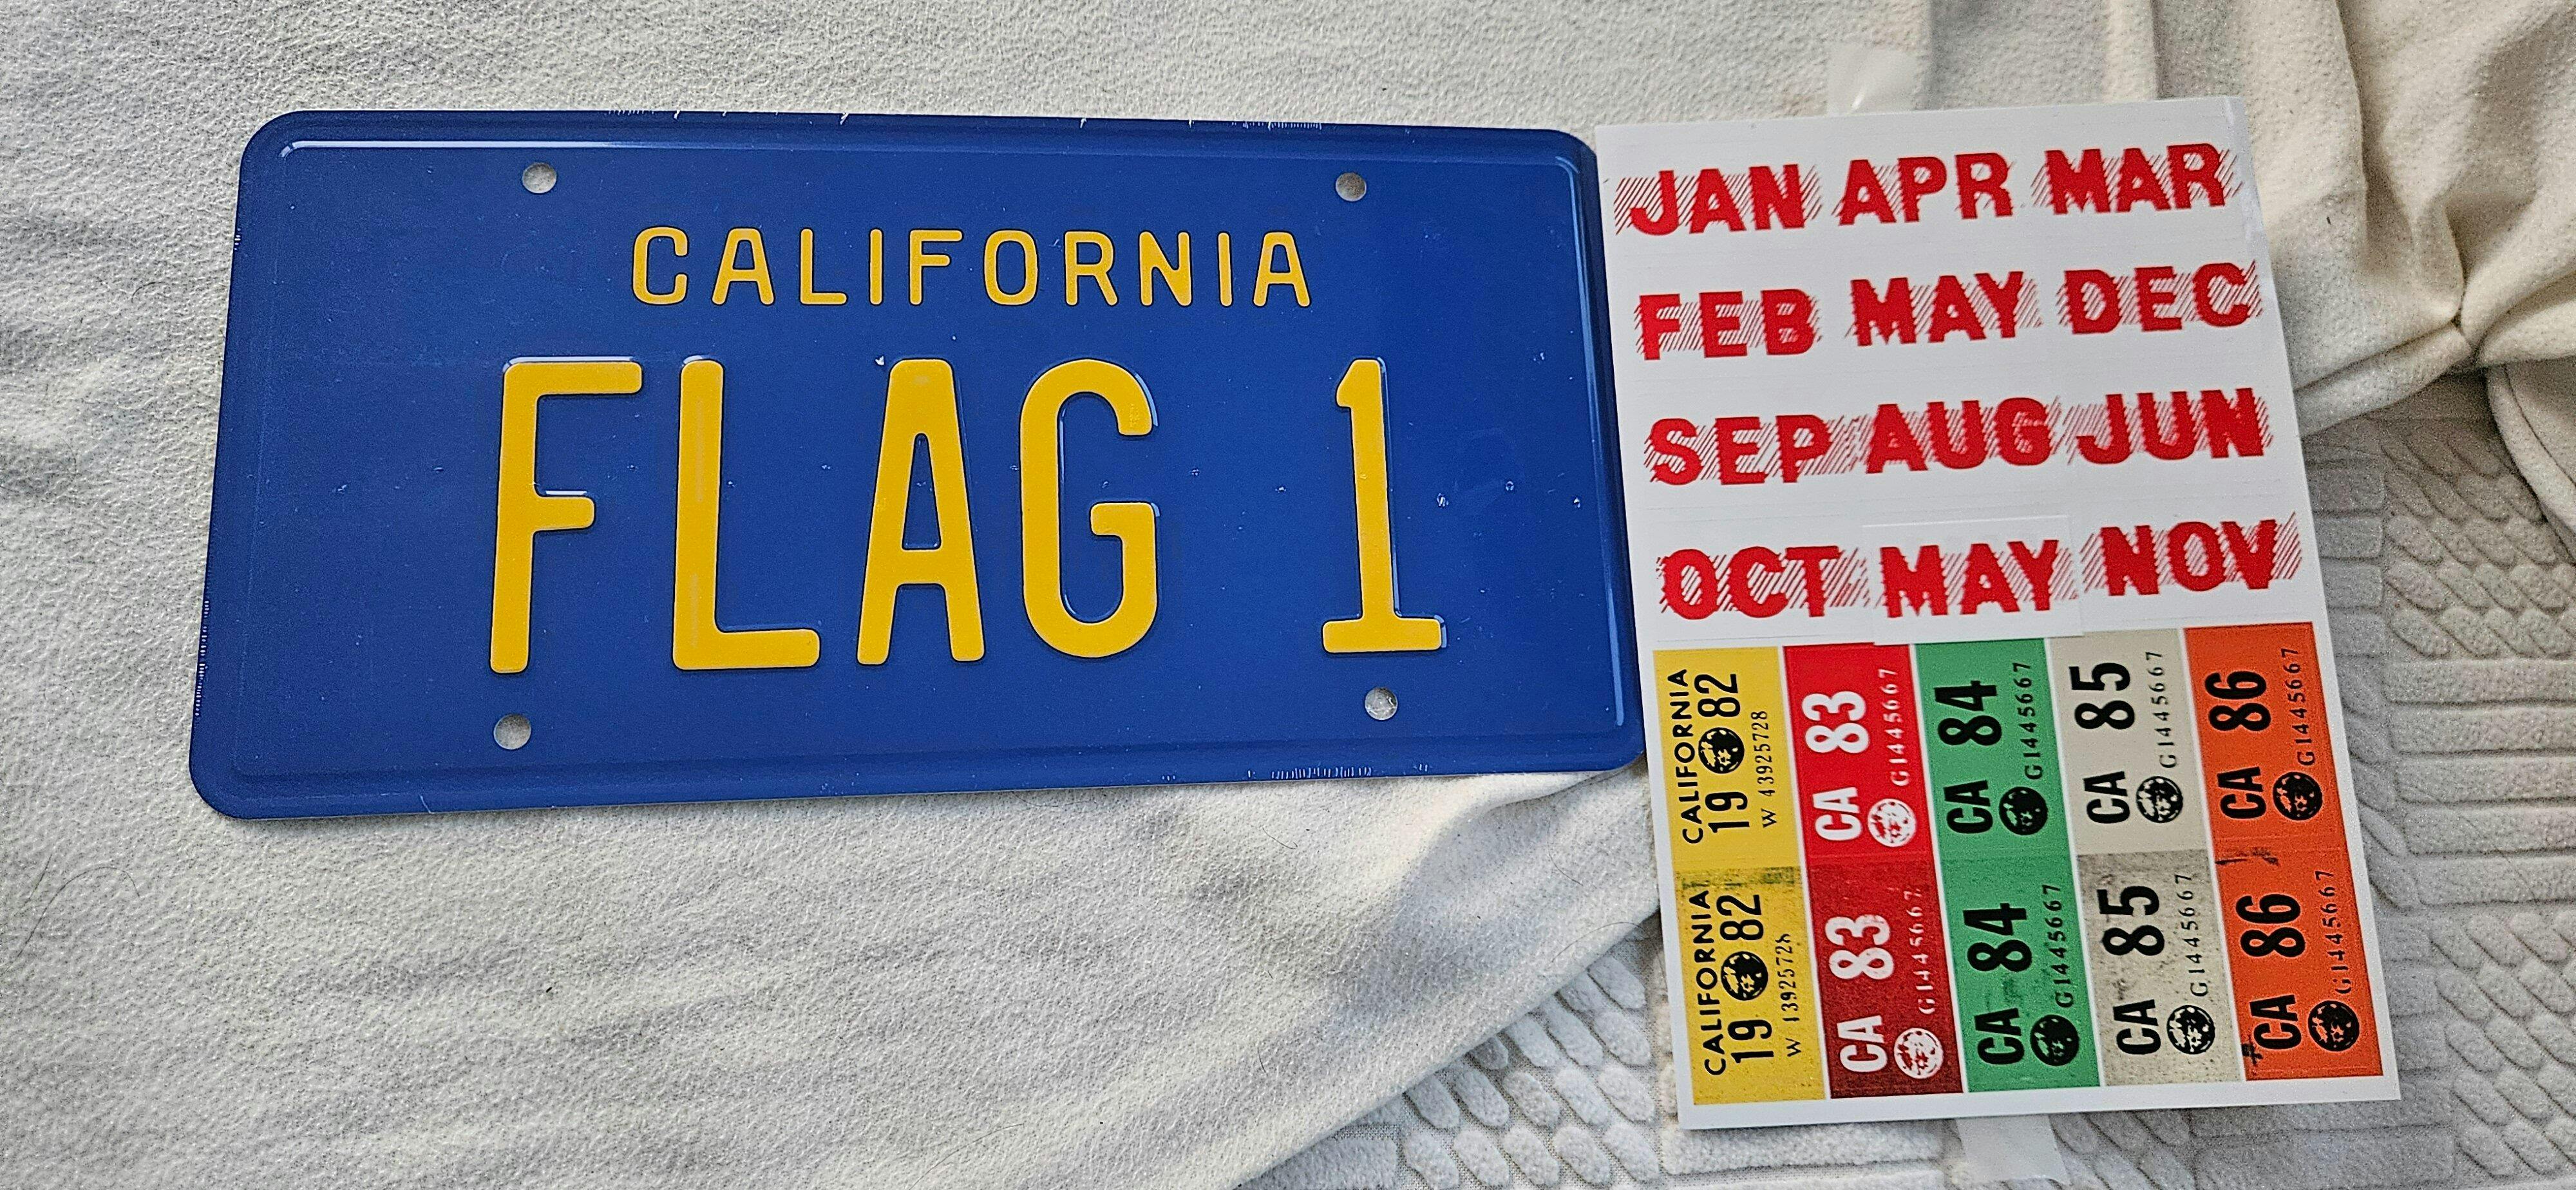 CALIFORNIA
FLAG 1
JAN APR MAR
FEB MAY DEC
SEP AUG JUN
OCT MAY NOV
CALIFORNIA
19 82
W 43925728
CA 83
G1445667
CA 84
G1445667
CA 85
G1445667
CA 86
G1445667
CALIFORNIA
19 82
W 13925728
CA 83
G1445667
CA 84
G1445667
CA 85
G1445667
CA 86
G1445667